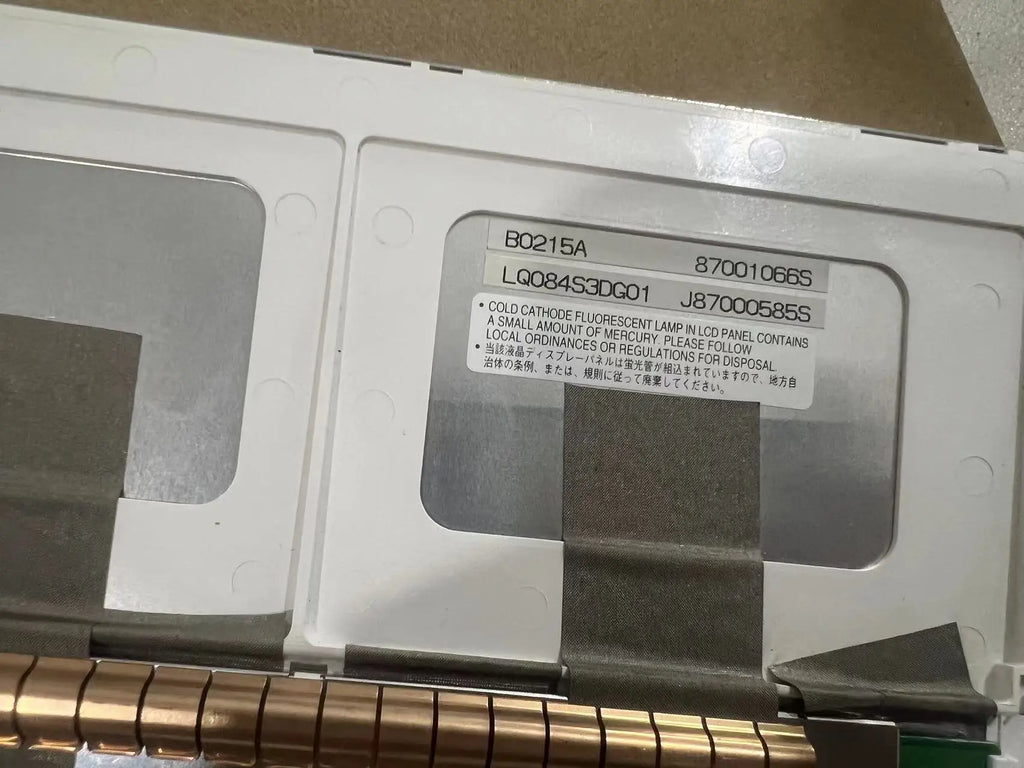 B0215A 87001066S
LQ084S3DG01 J87000585S
• COLD CATHODE FLUORESCENT LAMP IN LCD PANEL CONTAINS
A SMALL AMOUNT OF MERCURY. PLEASE FOLLOW
LOCAL ORDINANCES OR REGULATIONS FOR DISPOSAL.
• 当該液晶ディスプレーパネルは蛍光管が組込まれていますので、地方自
治体の条例、または、規則に従って廃棄してください。